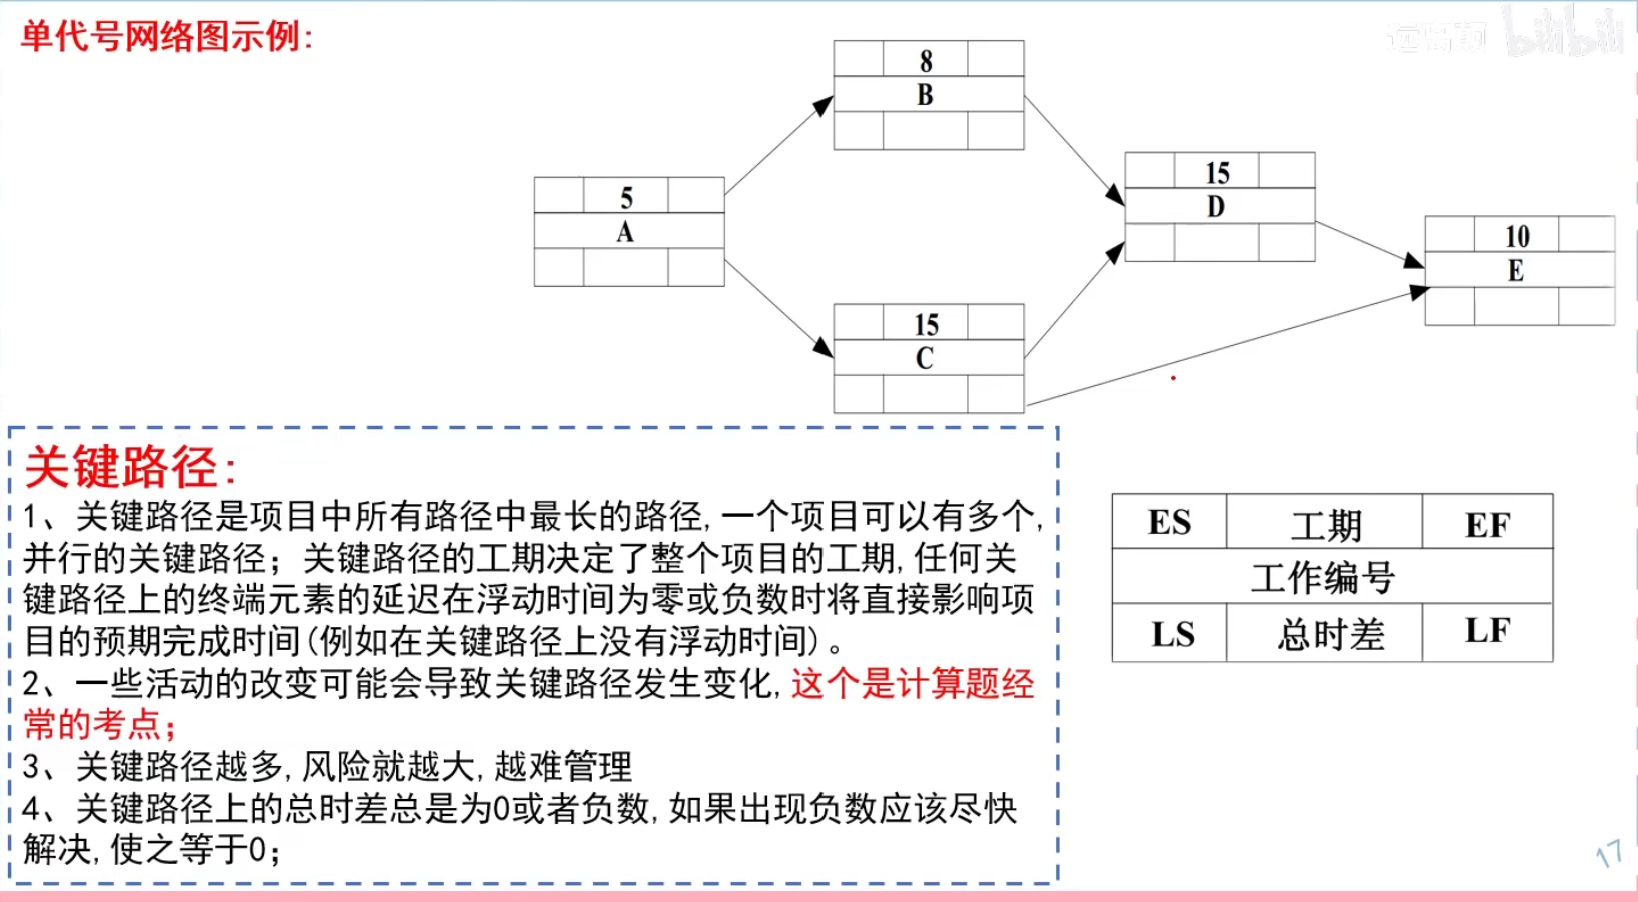 单代号网络图示例:
bilibili
8
B
5
A
15
D
10
E
15
C
关键路径:
1、关键路径是项目中所有路径中最长的路径,一个项目可以有多个,
并行的关键路径；关键路径的工期决定了整个项目的工期,任何关
键路径上的终端元素的延迟在浮动时间为零或负数时将直接影响项
目的预期完成时间(例如在关键路径上没有浮动时间)。
2、一些活动的改变可能会导致关键路径发生变化,这个是计算题经
常的考点；
3、关键路径越多,风险就越大,越难管理
4、关键路径上的总时差总是为0或者负数,如果出现负数应该尽快
解决,使之等于0；
ES 工期 EF
工作编号
LS 总时差 LF
17